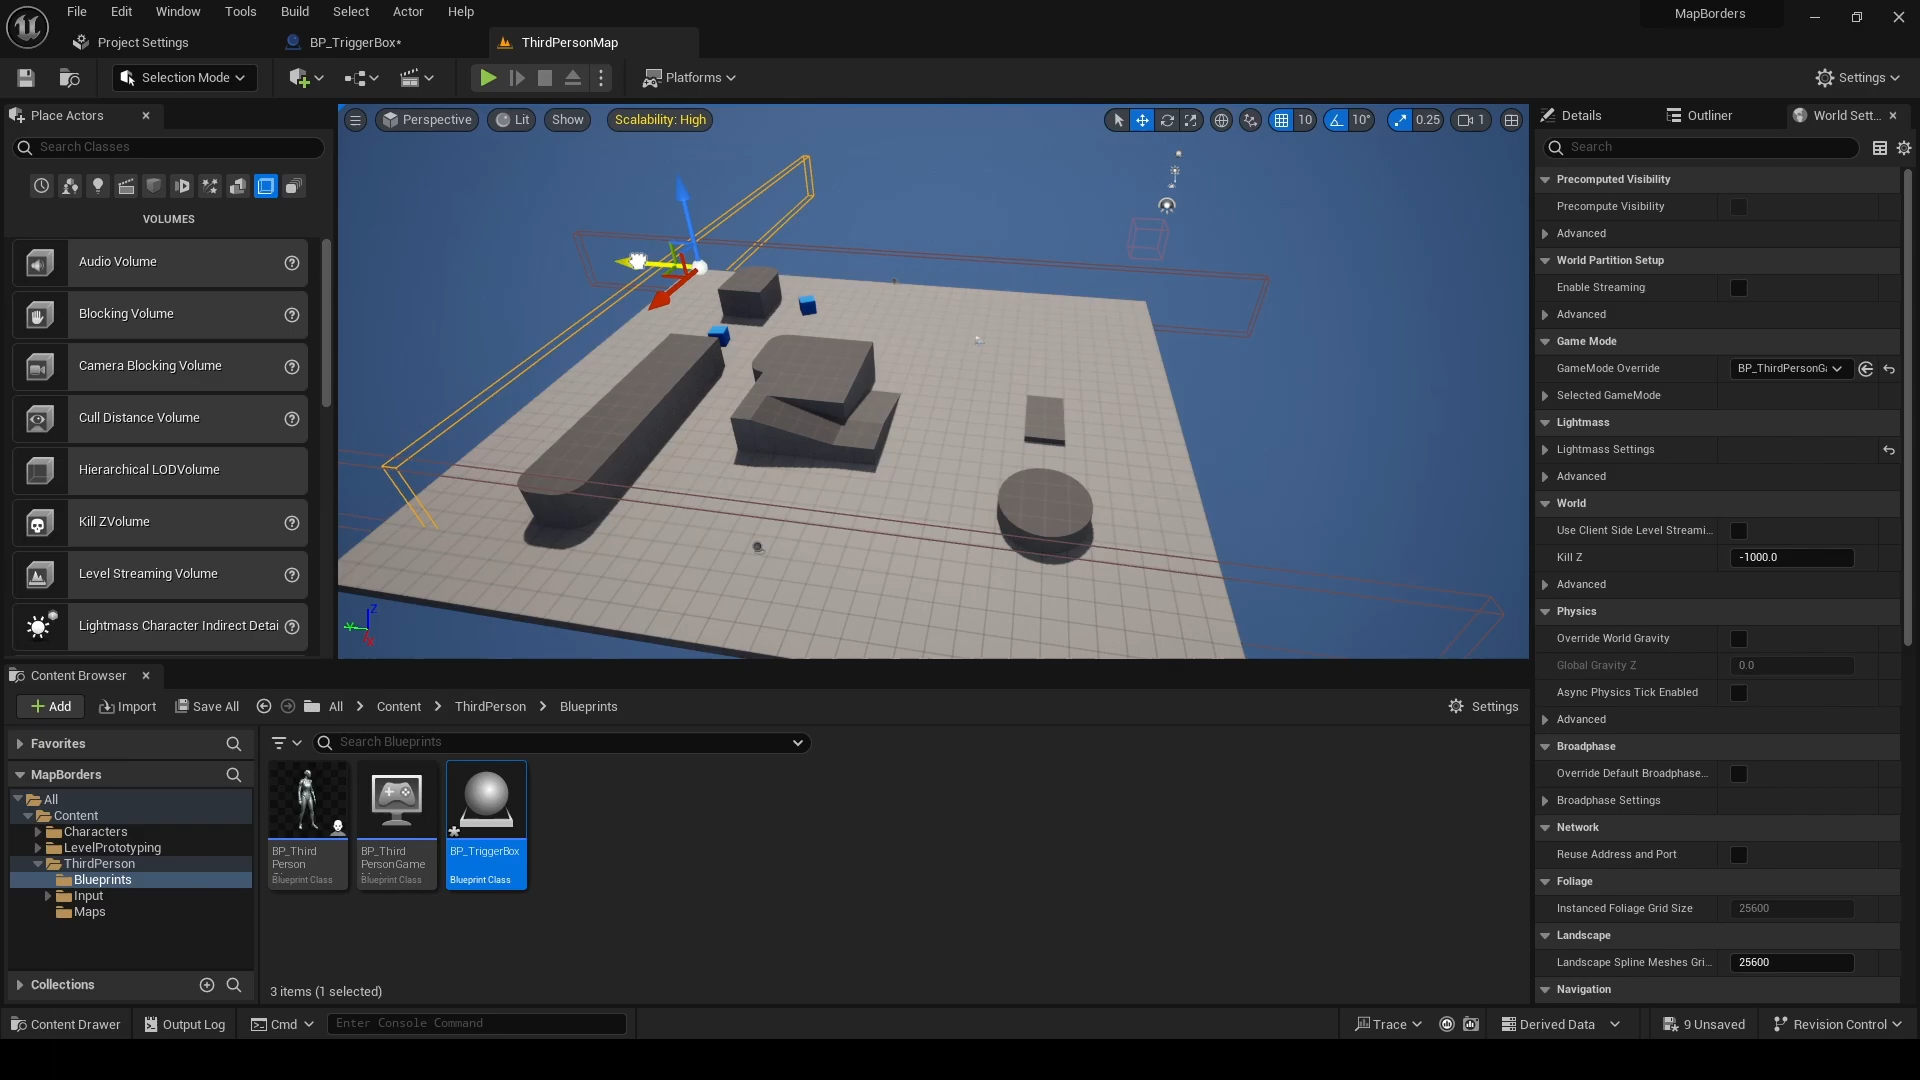 File Edit Window Tools Build Select Actor Help
MapBorders
Project Settings
BP_TriggerBox*
ThirdPersonMap
Selection Mode
Platforms
Settings
Place Actors
Search Classes
VOLUMES
Audio Volume
Blocking Volume
Camera Blocking Volume
Cull Distance Volume
Hierarchical LODVolume
Kill ZVolume
Level Streaming Volume
Lightmass Character Indirect Detai
Perspective
Lit
Show
Scalability: High
10
10°
0.25
1
Z
Y
X
Details
Outliner
World Sett...
Search
Precomputed Visibility
Precompute Visibility
Advanced
World Partition Setup
Enable Streaming
Advanced
Game Mode
GameMode Override
BP_ThirdPersonGa
Selected GameMode
Lightmass
Lightmass Settings
Advanced
World
Use Client Side Level Streami...
Kill Z
-1000.0
Advanced
Physics
Override World Gravity
Global Gravity Z
0.0
Async Physics Tick Enabled
Advanced
Broadphase
Override Default Broadphase...
Broadphase Settings
Network
Reuse Address and Port
Foliage
Instanced Foliage Grid Size
25600
Landscape
Landscape Spline Meshes Gri...
25600
Navigation
Content Browser
Add
Import
Save All
All > Content > ThirdPerson > Blueprints
Settings
Favorites
MapBorders
All
Content
Characters
LevelPrototyping
ThirdPerson
Blueprints
Input
Maps
Collections
Search Blueprints
BP_Third
Person
Blueprint Class
BP_Third
PersonGame
Blueprint Class
BP_TriggerBox
Blueprint Class
3 items (1 selected)
Content Drawer
Output Log
Cmd
Enter Console Command
Trace
Derived Data
9 Unsaved
Revision Control